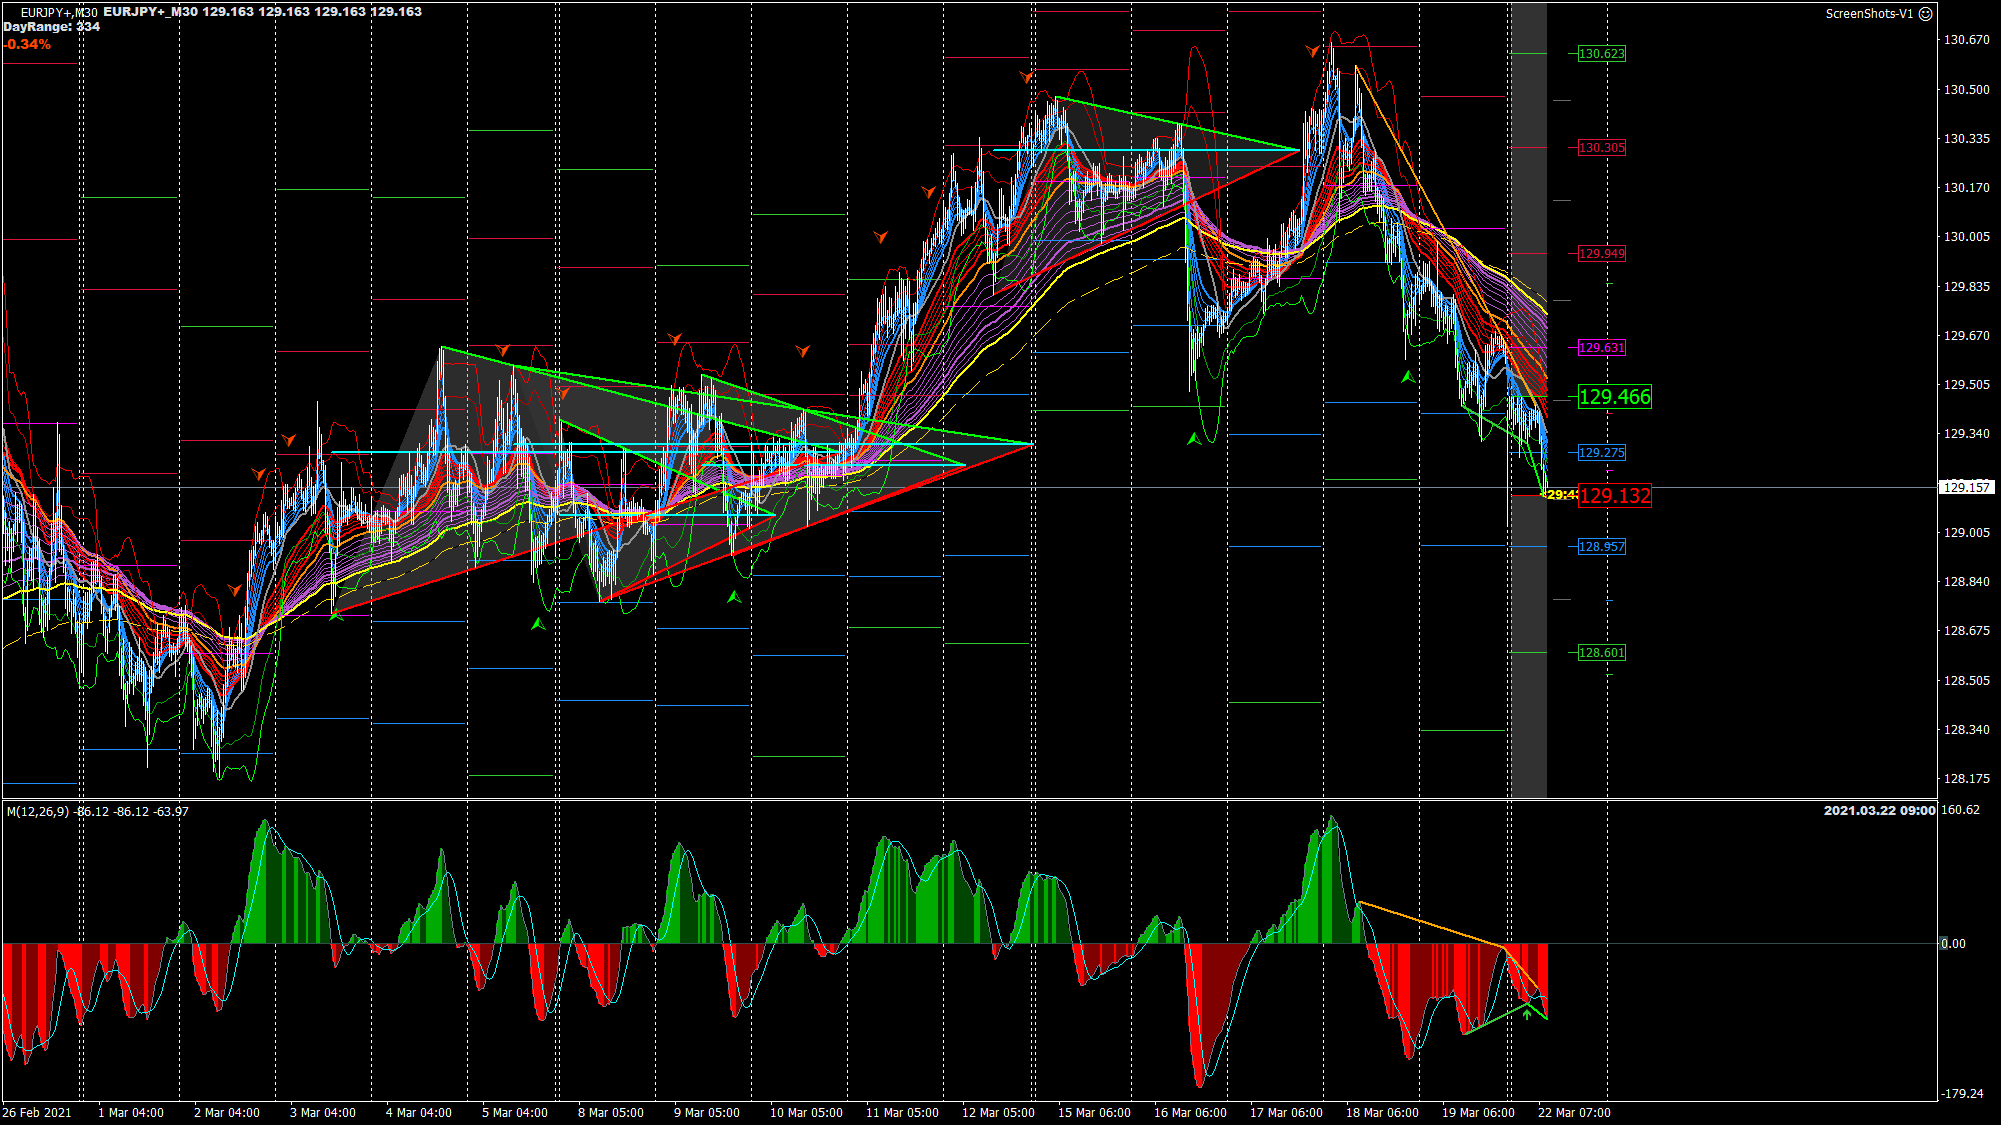 EURJPY+,M30 EURJPY+_M30 129.163 129.163 129.163 129.163
DayRange: 334
-0.34%
ScreenShots-V1
130.670
130.500
130.335
130.170
130.005
129.835
129.670
129.505
129.340
129.157
129.005
128.840
128.675
128.505
128.340
128.175
130.623
130.305
129.949
129.631
129.466
129.275
129.132
128.957
128.601
M(12,26,9) -86.12 -86.12 -63.97
2021.03.22 09:00
160.62
0.00
-179.24
26 Feb 2021
1 Mar 04:00
2 Mar 04:00
3 Mar 04:00
4 Mar 04:00
5 Mar 04:00
8 Mar 05:00
9 Mar 05:00
10 Mar 05:00
11 Mar 05:00
12 Mar 05:00
15 Mar 06:00
16 Mar 06:00
17 Mar 06:00
18 Mar 06:00
19 Mar 06:00
22 Mar 07:00